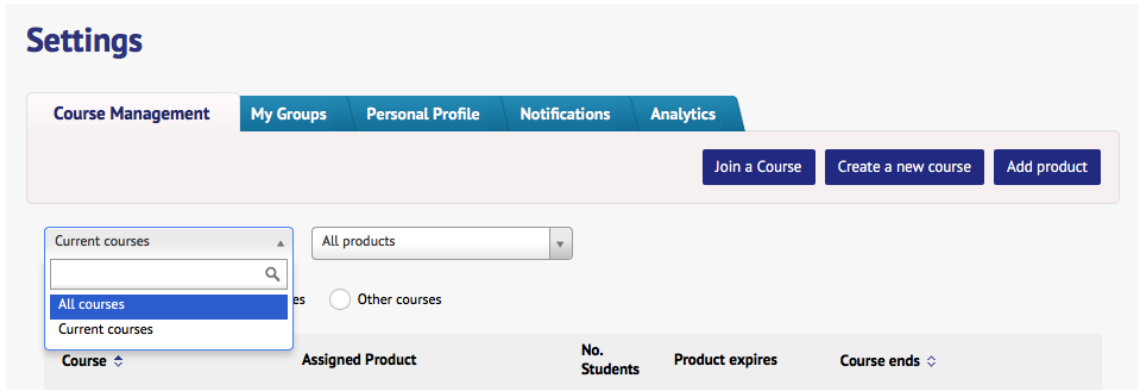 Settings
Course Management My Groups Personal Profile Notifications Analytics
Join a Course Create a new course Add product
Current courses All products
All courses
es Other courses
Current courses
Course Assigned Product No. Students Product expires Course ends